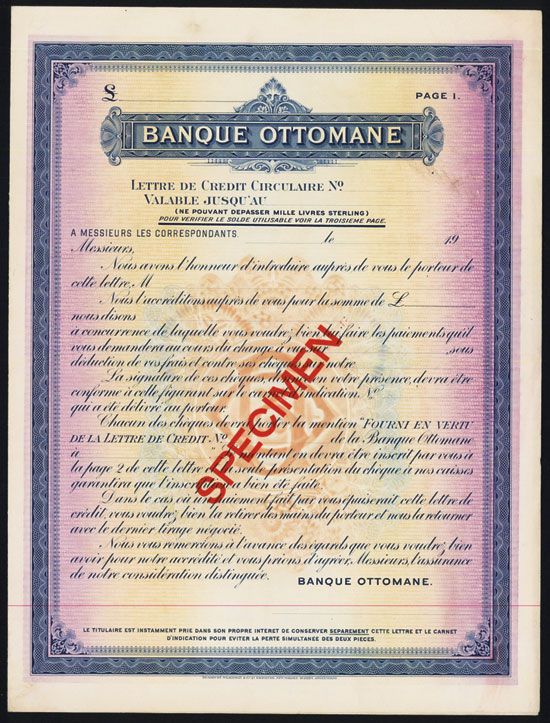 £ PAGE 1.
BANQUE OTTOMANE
LETTRE DE CREDIT CIRCULAIRE Nº
VALABLE JUSQU'AU
(NE POUVANT DEPASSER MILLE LIVRES STERLING)
POUR VERIFIER LE SOLDE UTILISABLE VOIR LA TROISIEME PAGE.
A MESSIEURS LES CORRESPONDANTS. le 19
Messieurs,
Nous avons l'honneur d'introduire auprès de vous le porteur de
cette lettre, M
Nous l'accréditons auprès de vous pour la somme de £
nous disons
à concurrence de laquelle vous voudrez bien lui faire les paiements qu'il
vous demandera au cours du change à vue sur sous
déduction de vos frais et contre ses chèques sur notre
La signature de ces chèques, en votre présence, devra être
conforme à celle figurant sur le carnet d'indication. Nº
qui a été délivré au porteur.
Chacun des chèques devra porter la mention "FOURNI EN VERTU
DE LA LETTRE DE CREDIT. Nº de la Banque Ottomane
à montant en devra être inscrit par vous à
la page 2 de cette lettre et la seule présentation du chèque à nos caisses
garantira que l'inscription a bien été faite.
Dans le cas où un paiement fait par vous épuiserait cette lettre de
crédit, vous voudrez bien la retirer des mains du porteur et nous la retourner
avec le dernier tirage négocié.
Nous vous remercions à l'avance des égards que vous voudrez bien
avoir pour notre accrédité et vous prions d'agréer, Messieurs, l'assurance
de notre considération distinguée.
BANQUE OTTOMANE.
SPECIMEN
LE TITULAIRE EST INSTAMMENT PRIE DANS SON PROPRE INTERET DE CONSERVER SEPAREMENT CETTE LETTRE ET LE CARNET
D'INDICATION POUR EVITER LA PERTE SIMULTANEE DES DEUX PIECES.